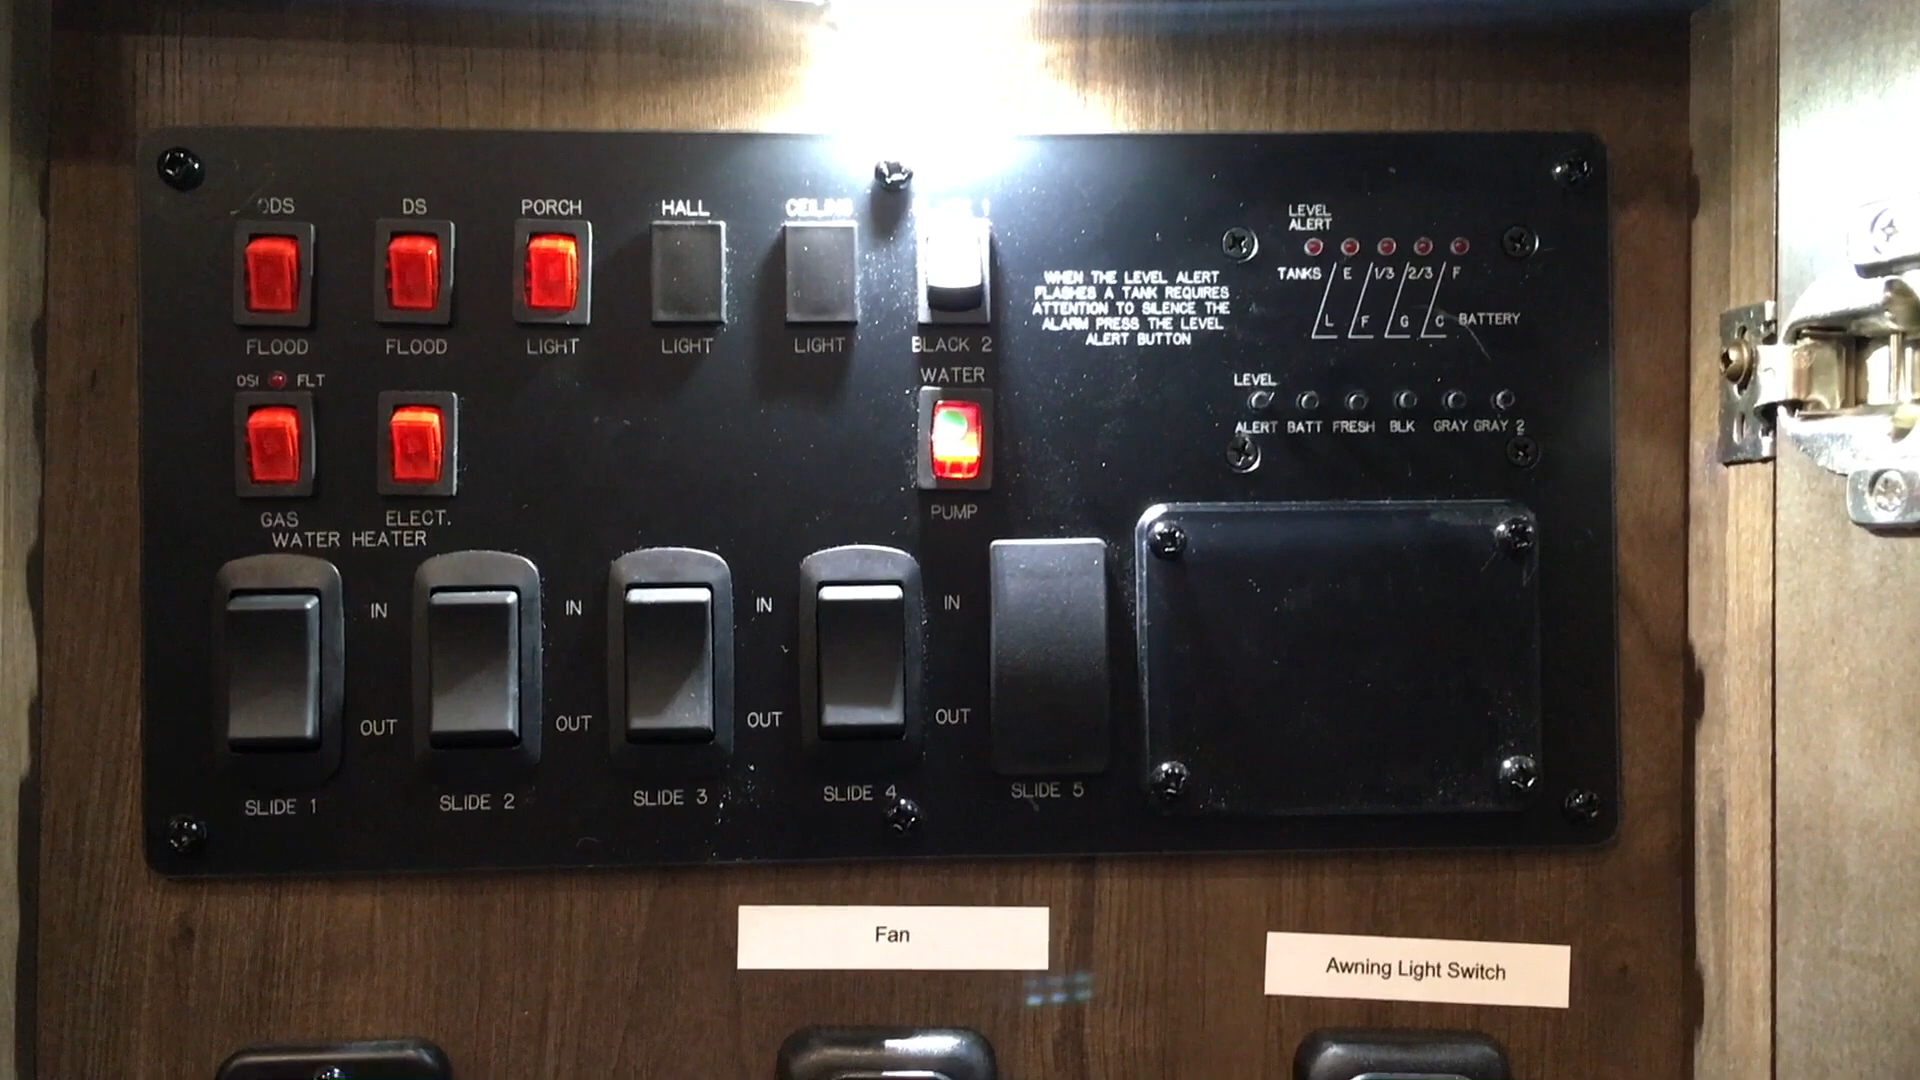 ODS
DS
PORCH
HALL
CEILING
FLOOD
FLOOD
LIGHT
LIGHT
LIGHT
BLACK 2
DSI FLT
WATER
GAS
ELECT.
WATER HEATER
PUMP
WHEN THE LEVEL ALERT
FLASHES A TANK REQUIRES
ATTENTION TO SILENCE THE
ALARM PRESS THE LEVEL
ALERT BUTTON
LEVEL
ALERT
TANKS E 1/3 2/3 F
L F G C BATTERY
LEVEL
ALERT BATT FRESH BLK GRAY GRAY 2
IN
IN
IN
IN
OUT
OUT
OUT
OUT
SLIDE 1
SLIDE 2
SLIDE 3
SLIDE 4
SLIDE 5
Fan
Awning Light Switch